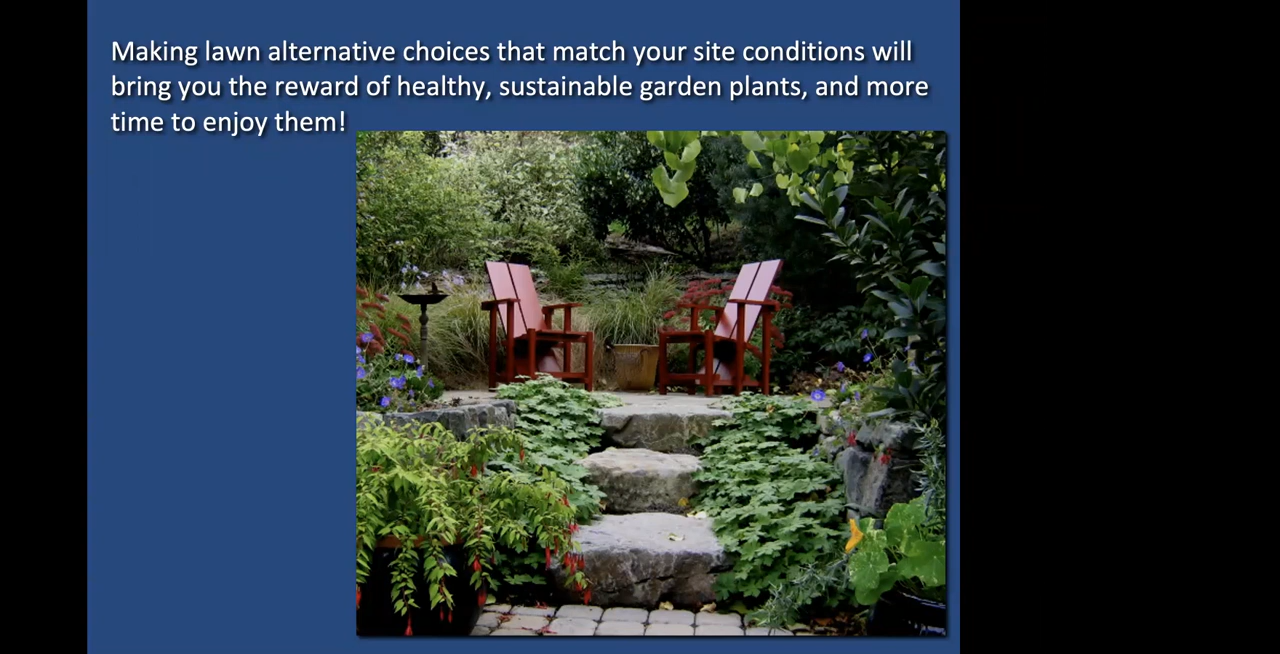 Making lawn alternative choices that match your site conditions will
bring you the reward of healthy, sustainable garden plants, and more
time to enjoy them!